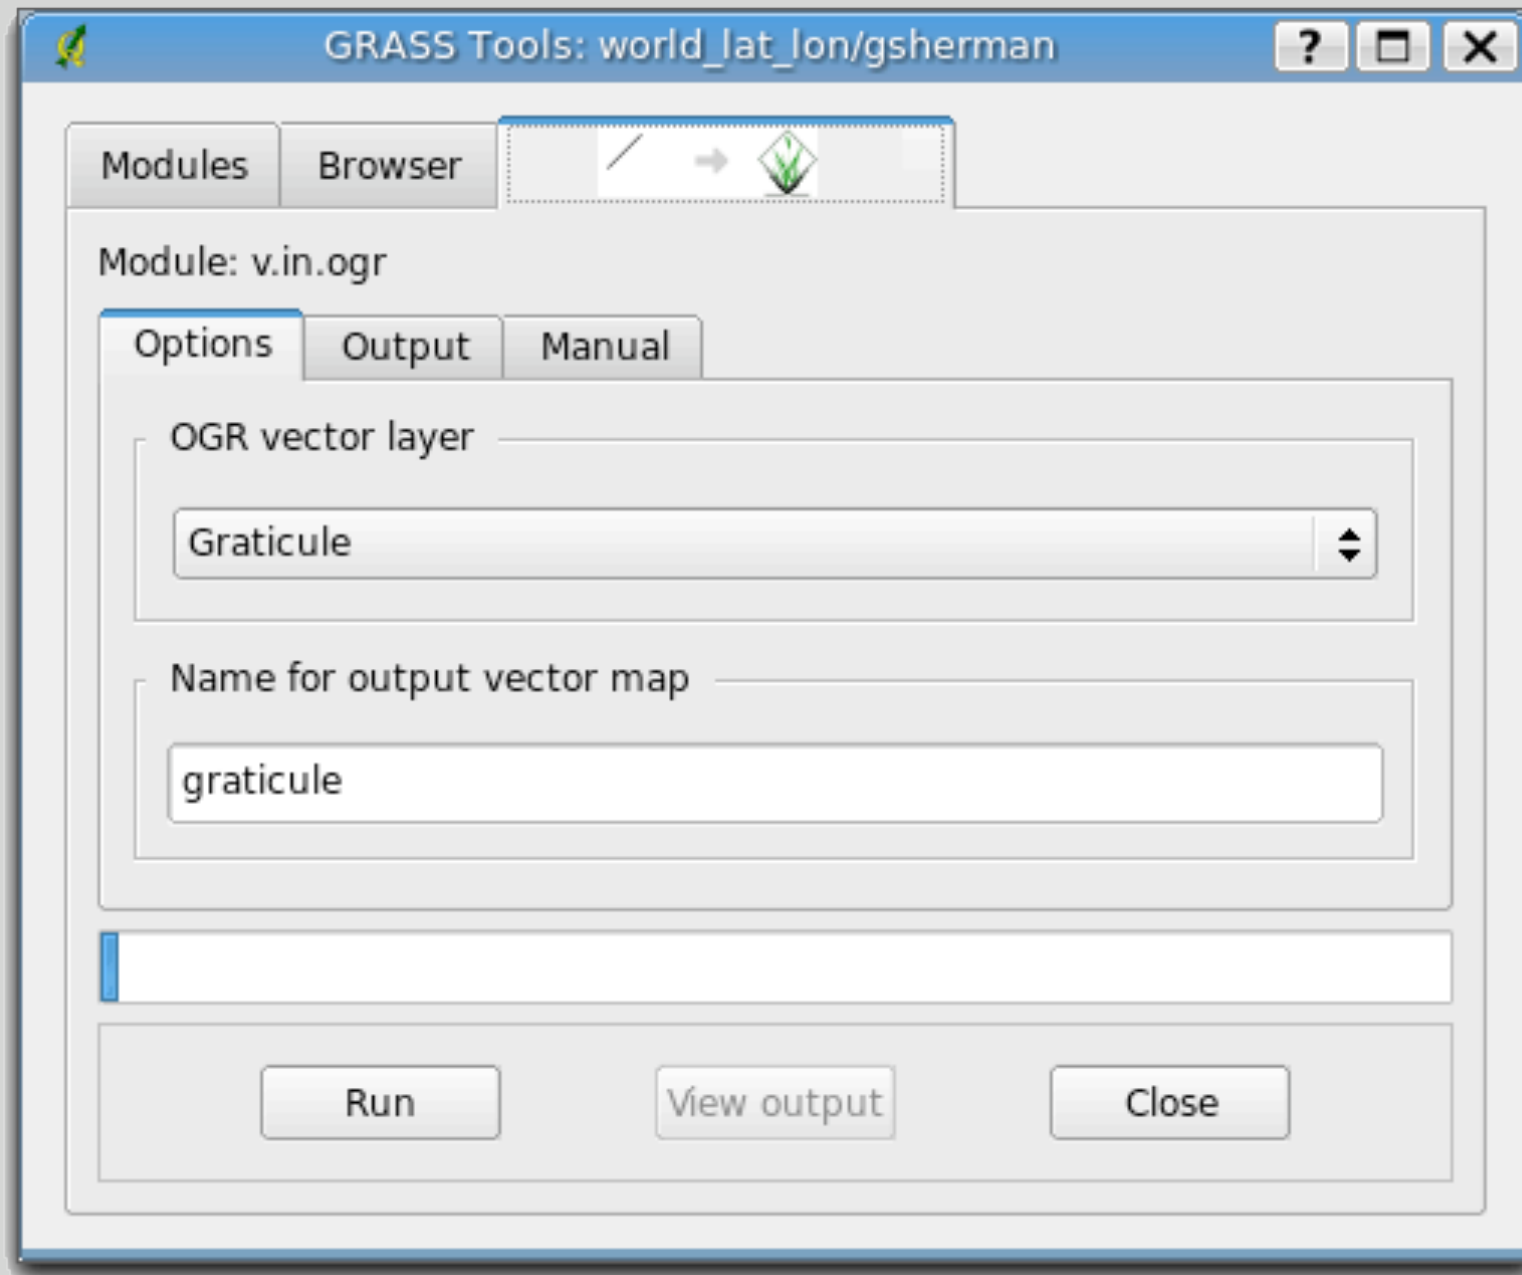 GRASS Tools: world_lat_lon/gsherman
Modules
Browser
Module: v.in.ogr
Options
Output
Manual
OGR vector layer
Graticule
Name for output vector map
graticule
Run
View output
Close